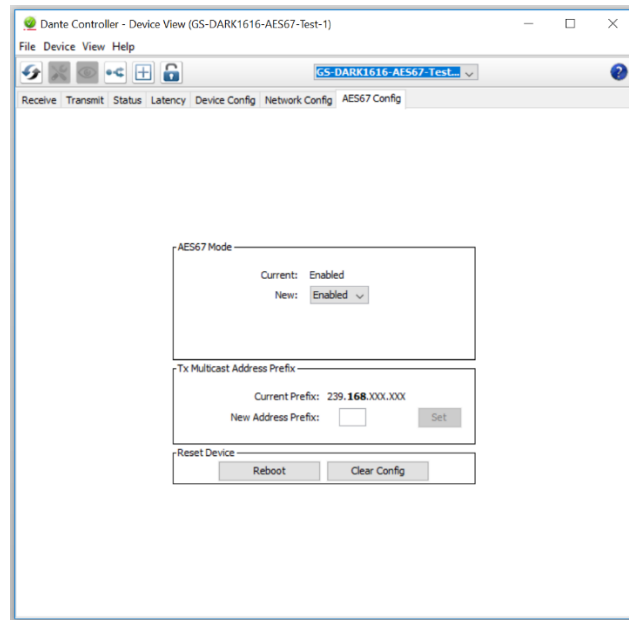 Dante Controller - Device View (GS-DARK1616-AES67-Test-1)
File Device View Help
GS-DARK1616-AES67-Test...
?
Receive Transmit Status Latency Device Config Network Config AES67 Config
AES67 Mode
Current: Enabled
New: Enabled
Tx Multicast Address Prefix
Current Prefix: 239.168.XXX.XXX
New Address Prefix: Set
Reset Device
Reboot Clear Config